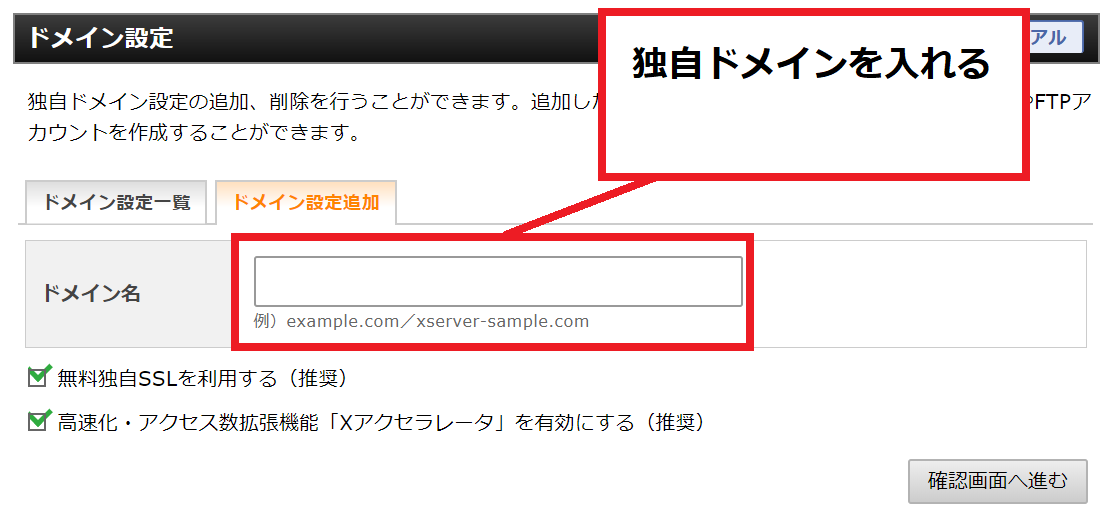 ドメイン設定
アル
独自ドメインを入れる
独自ドメイン設定の追加、削除を行うことができます。追加した
FTPア
カウントを作成することができます。
ドメイン設定一覧
ドメイン設定追加
ドメイン名
例）example.com／xserver-sample.com
無料独自SSLを利用する（推奨）
高速化・アクセス数拡張機能「Xアクセラレータ」を有効にする（推奨）
確認画面へ進む